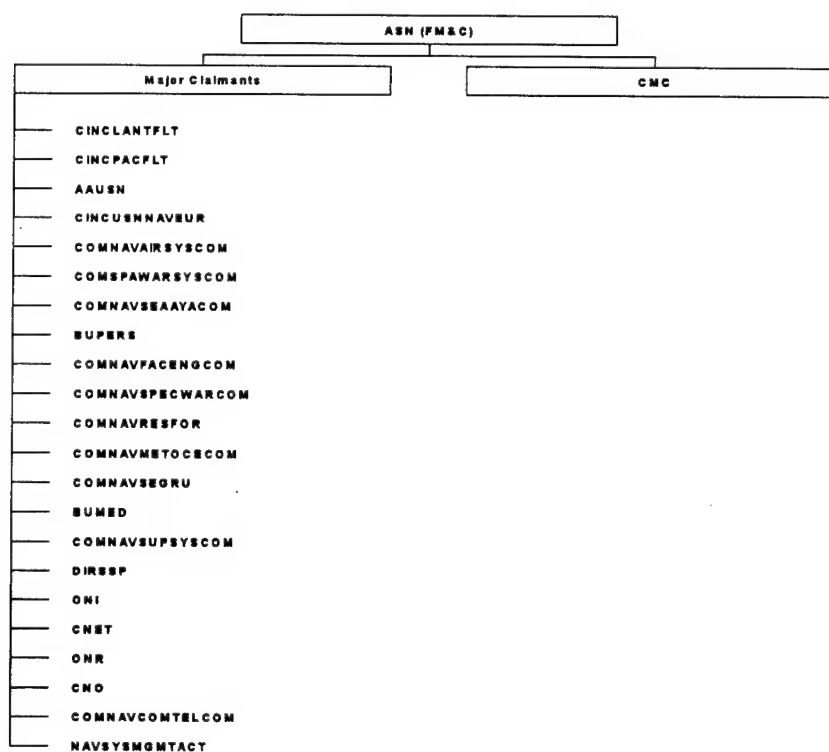 ASN (FM&C)
Major Claimants
CMC
CINCLANTFLT
CINCPACFLT
AAUSN
CINCUSNNAVEUR
COMNAVAIRSYSCOM
COMSPAWARSYSCOM
COMNAVSEAAYACOM
BUPERS
COMNAVFACENGCOM
COMNAVSPECWARCOM
COMNAVRESFOR
COMNAVMETOCECOM
COMNAVSEGRU
BUMED
COMNAVSUPSYSCOM
DIRSSP
ONI
CNET
ONR
CNO
COMNAVCOMTELCOM
NAVSYSMGMTACT